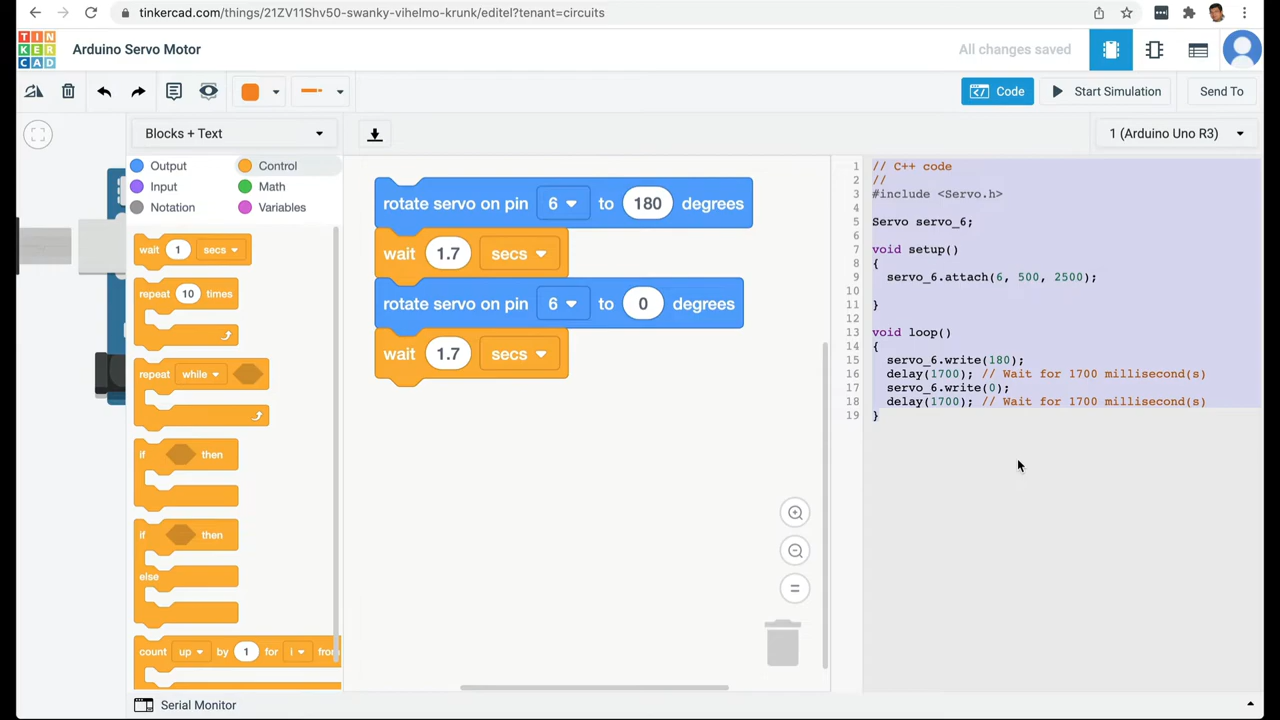 tinkercad.com/things/21ZV11Shv50-swanky-vihelmo-krunk/editel?tenant=circuits
TIN
KER
CAD
Arduino Servo Motor
All changes saved
Code
Start Simulation
Send To
Blocks + Text
1 (Arduino Uno R3)
Output
Control
Input
Math
Notation
Variables
wait 1 secs
repeat 10 times
repeat while
if then
if then
else
count up by 1 for i from
rotate servo on pin 6 to 180 degrees
wait 1.7 secs
rotate servo on pin 6 to 0 degrees
wait 1.7 secs
1 // C++ code
2 //
3 #include <Servo.h>
4
5 Servo servo_6;
6
7 void setup()
8 {
9 servo_6.attach(6, 500, 2500);
10
11 }
12
13 void loop()
14 {
15 servo_6.write(180);
16 delay(1700); // Wait for 1700 millisecond(s)
17 servo_6.write(0);
18 delay(1700); // Wait for 1700 millisecond(s)
19 }
Serial Monitor